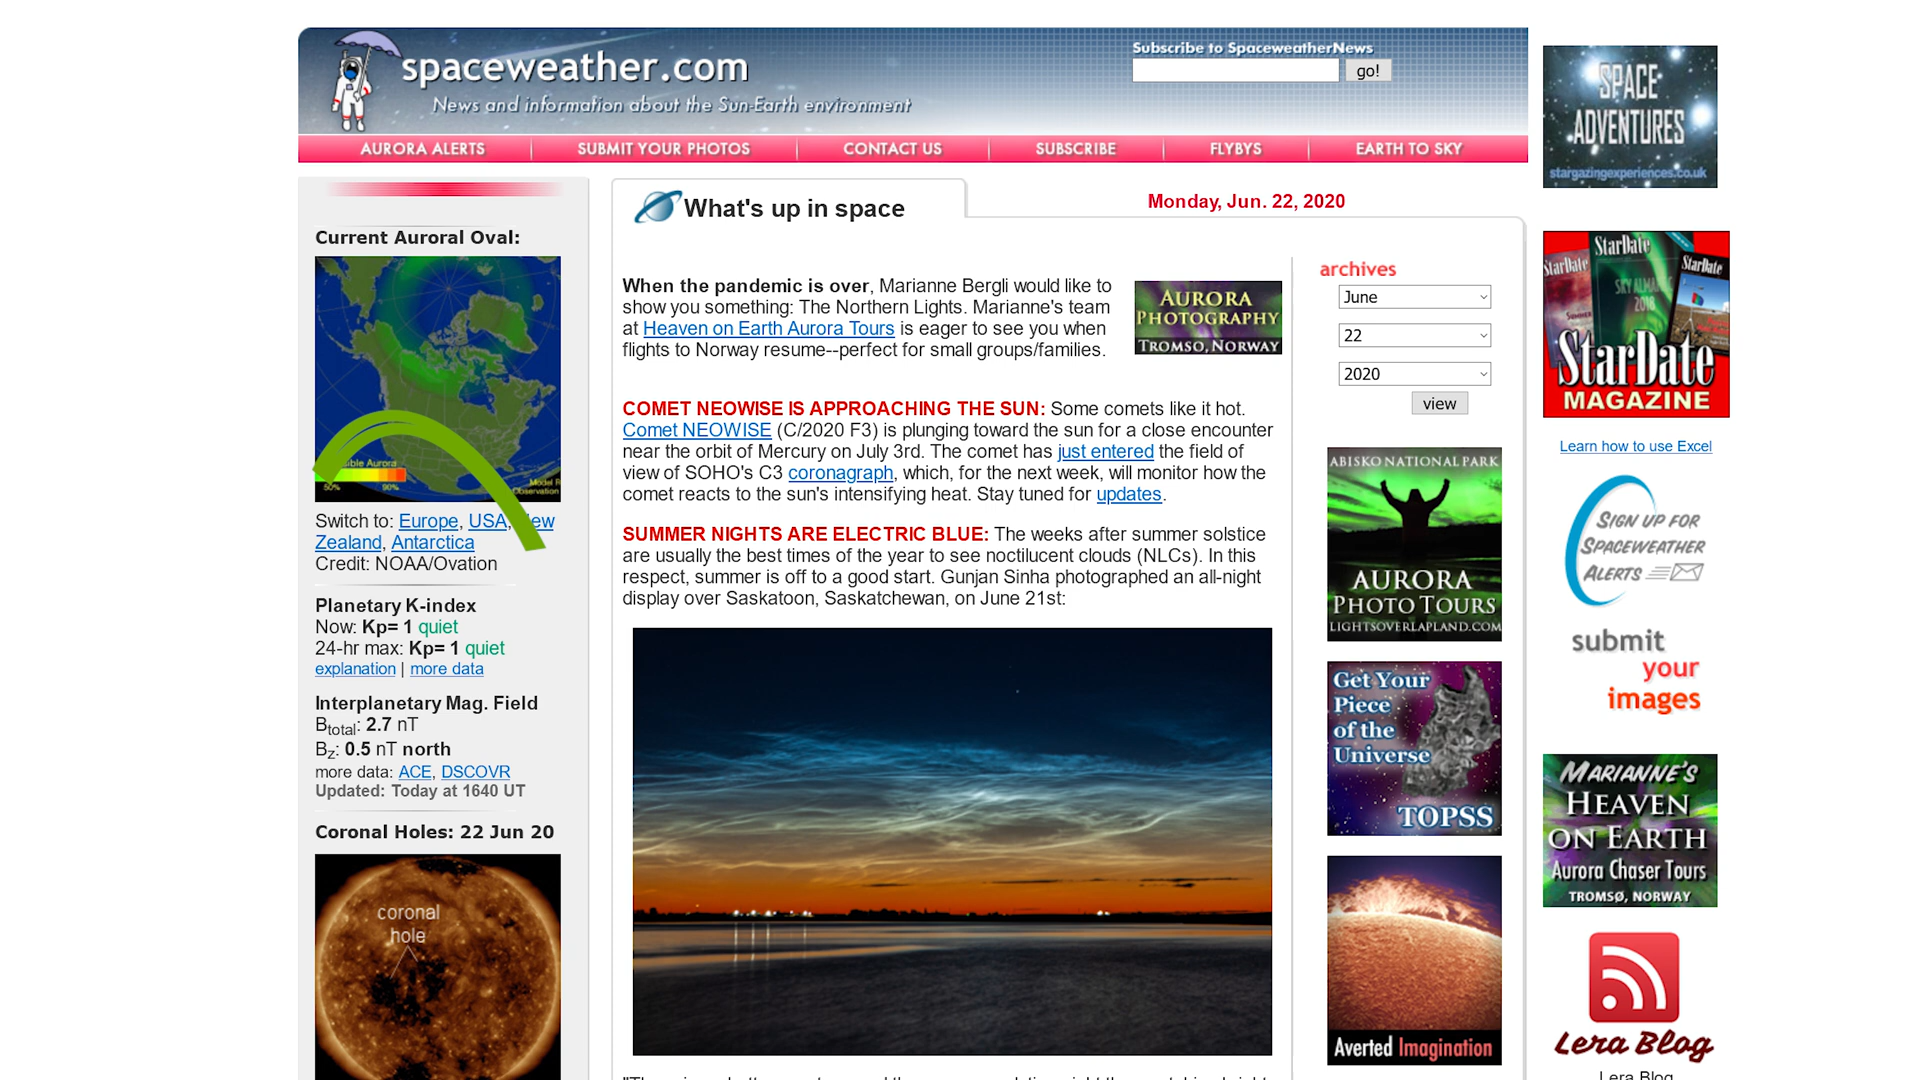 spaceweather.com
News and information about the Sun-Earth environment
Subscribe to SpaceweatherNews
go!
AURORA ALERTS
SUBMIT YOUR PHOTOS
CONTACT US
SUBSCRIBE
FLYBYS
EARTH TO SKY
Current Auroral Oval:
50%
90%
Observation
Switch to: Europe, USA,
Zealand, Antarctica
Credit: NOAA/Ovation
Planetary K-index
Now: Kp= 1 quiet
24-hr max: Kp= 1 quiet
explanation | more data
Interplanetary Mag. Field
Btotal: 2.7 nT
Bz: 0.5 nT north
more data: ACE, DSCOVR
Updated: Today at 1640 UT
Coronal Holes: 22 Jun 20
coronal
hole
What's up in space
Monday, Jun. 22, 2020
When the pandemic is over, Marianne Bergli would like to
show you something: The Northern Lights. Marianne's team
at Heaven on Earth Aurora Tours is eager to see you when
flights to Norway resume--perfect for small groups/families.
AURORA
PHOTOGRAPHY
TROMSO, NORWAY
COMET NEOWISE IS APPROACHING THE SUN: Some comets like it hot.
Comet NEOWISE (C/2020 F3) is plunging toward the sun for a close encounter
near the orbit of Mercury on July 3rd. The comet has just entered the field of
view of SOHO's C3 coronagraph, which, for the next week, will monitor how the
comet reacts to the sun's intensifying heat. Stay tuned for updates.
SUMMER NIGHTS ARE ELECTRIC BLUE: The weeks after summer solstice
are usually the best times of the year to see noctilucent clouds (NLCs). In this
respect, summer is off to a good start. Gunjan Sinha photographed an all-night
display over Saskatoon, Saskatchewan, on June 21st:
archives
June
22
2020
view
ABISKO NATIONAL PARK
AURORA
PHOTO TOURS
LIGHTSOVERLAPLAND.COM
Get Your
Piece
of the
Universe
TOPSS
Averted Imagination
SPACE
ADVENTURES
stargazingexperiences.co.uk
StarDate
StarDate
StarDate
SKY ALMANAC
2018
StarDate
MAGAZINE
Learn how to use Excel
SIGN UP FOR
SPACEWEATHER
ALERTS
submit
your
images
MARIANNE'S
HEAVEN
ON EARTH
Aurora Chaser Tours
TROMSØ, NORWAY
Lera Blog
Lera Blog